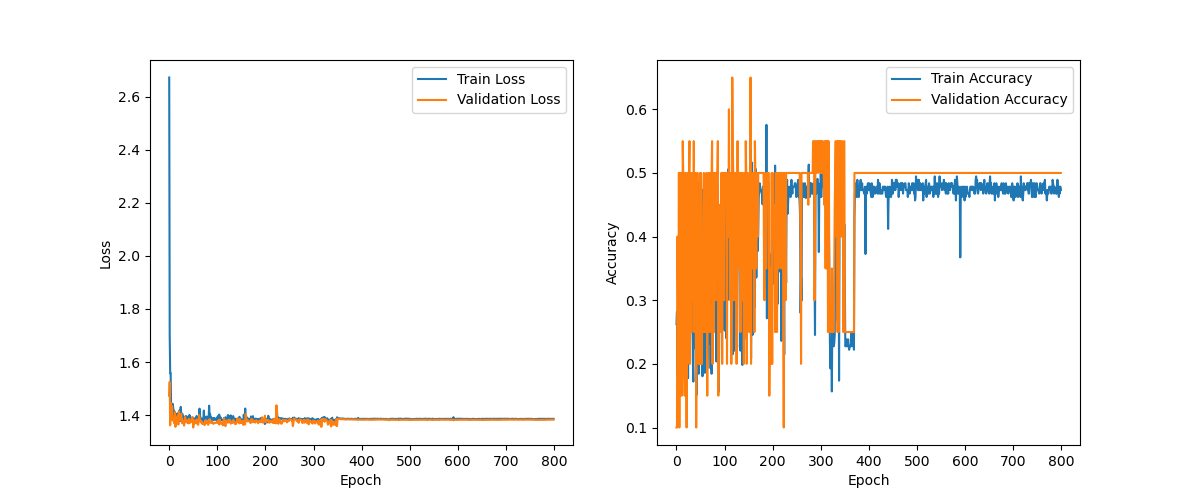 Train Loss
Validation Loss
2.6
2.4
2.2
2.0
1.8
1.6
1.4
Loss
0 100 200 300 400 500 600 700 800
Epoch
Train Accuracy
Validation Accuracy
0.6
0.5
0.4
0.3
0.2
0.1
Accuracy
0 100 200 300 400 500 600 700 800
Epoch